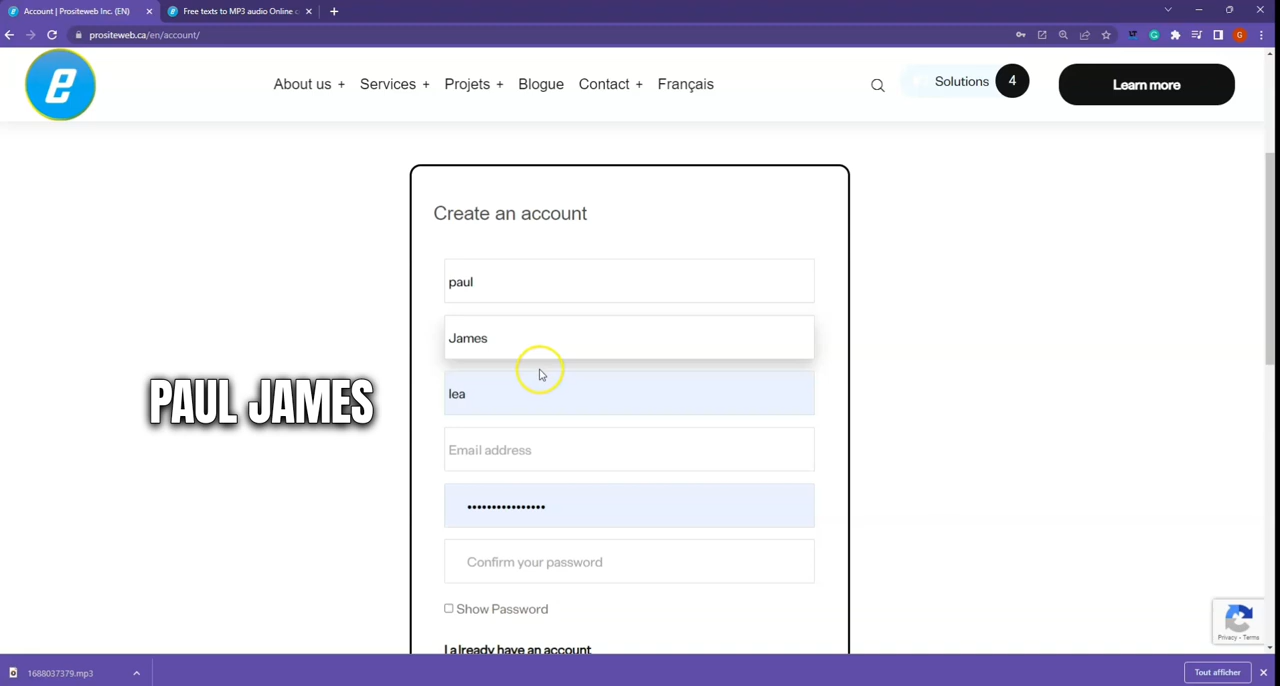 Account | Prositeweb Inc. (EN)
Free texts to MP3 audio Online c
prositeweb.ca/en/account/
G
e
About us +
Services +
Projets +
Blogue
Contact +
Français
Solutions
4
Learn more
Create an account
paul
James
PAUL JAMES
lea
Email address
••••••••••••••••
Confirm your password
Show Password
I already have an account
Privacy - Terms
1688037379.mp3
Tout afficher